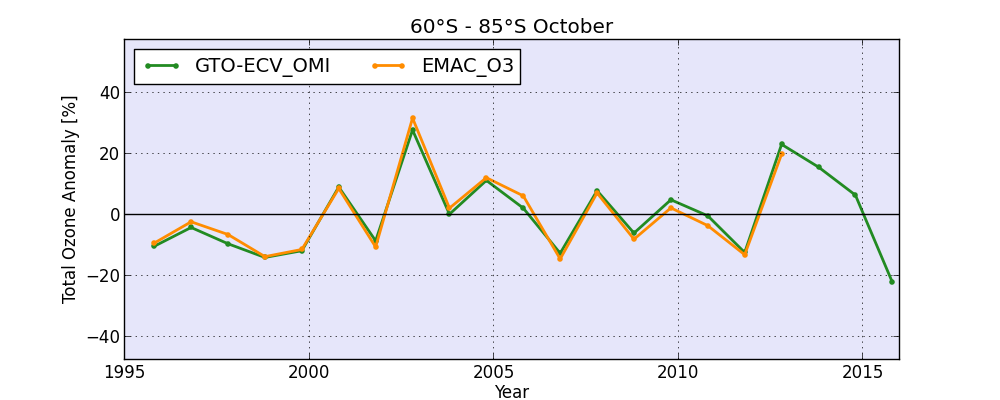 60°S - 85°S October
GTO-ECV_OMI EMAC_O3
Total Ozone Anomaly [%]
40
20
0
−20
−40
1995 2000 2005 2010 2015
Year